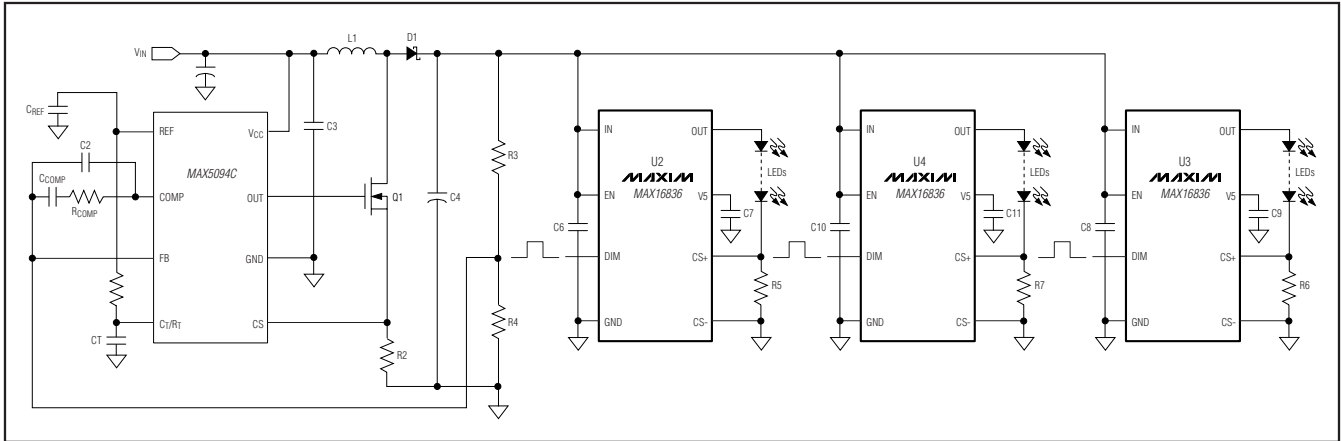 VIN
L1
D1
CREF
REF
VCC
C2
MAX5094C
C3
CCOMP
RCOMP
COMP
OUT
Q1
C4
R3
FB
GND
CT/RT
CS
CT
R2
R4
IN
OUT
U2
MAXIM
MAX16836
LEDs
EN
V5
C6
C7
DIM
CS+
R5
GND
CS-
IN
OUT
U4
MAXIM
MAX16836
LEDs
EN
V5
C10
C11
DIM
CS+
R7
GND
CS-
IN
OUT
U3
MAXIM
MAX16836
LEDs
EN
V5
C8
C9
DIM
CS+
R6
GND
CS-